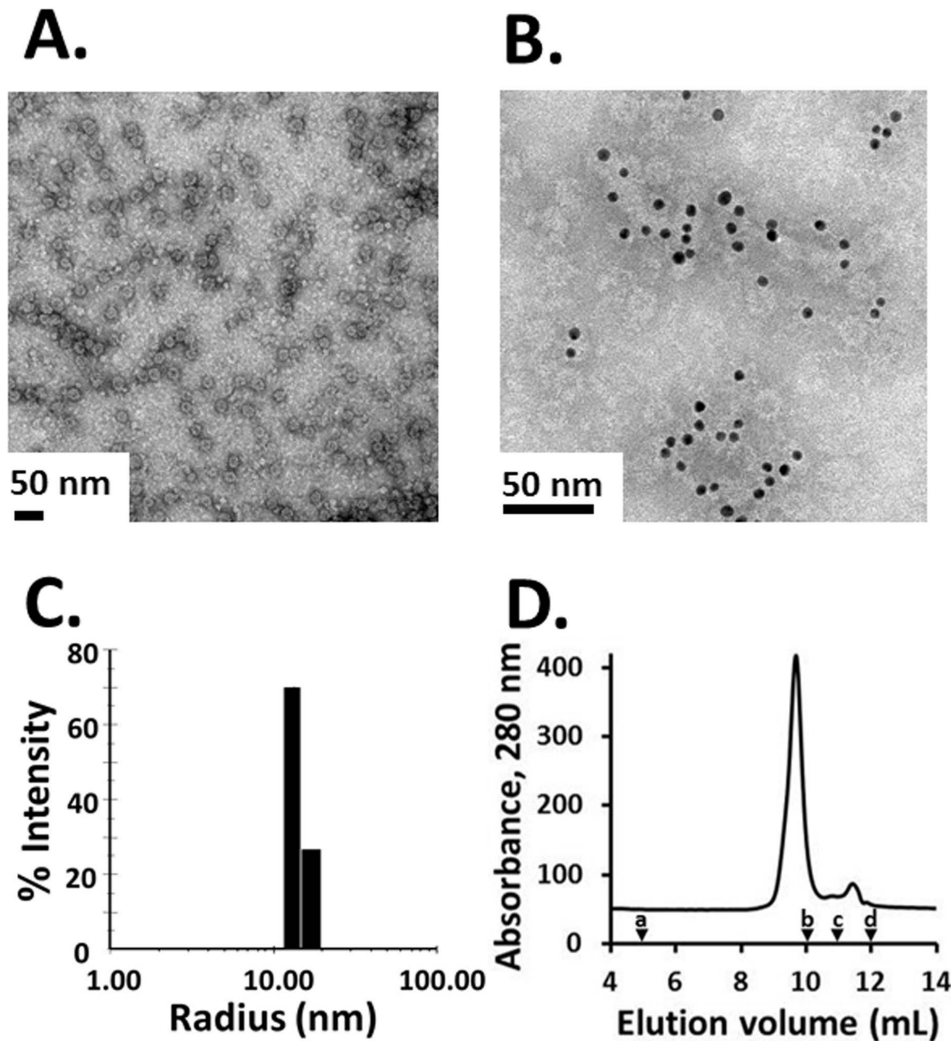 A.
B.
50 nm
50 nm
C.
D.
80
60
40
20
0
% Intensity
1.00
10.00
100.00
Radius (nm)
400
300
200
100
0
Absorbance, 280 nm
a
b
c
d
4
6
8
10
12
14
Elution volume (mL)